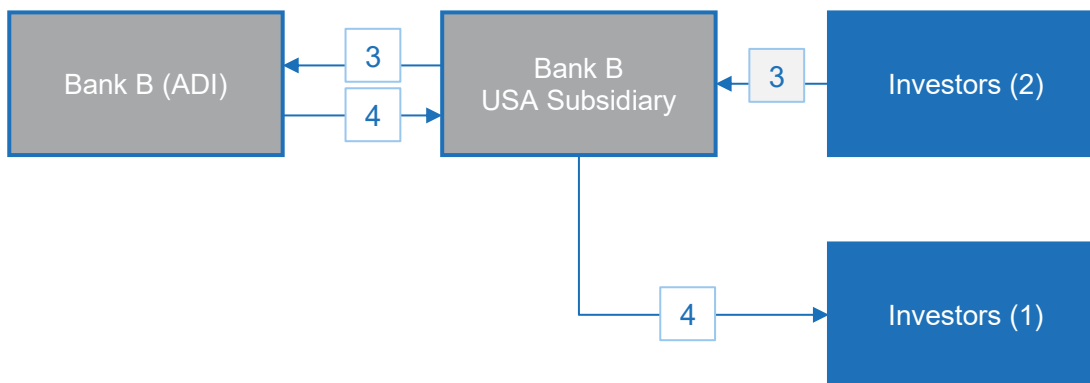 Bank B (ADI)
3
4
Bank B
USA Subsidiary
3
Investors (2)
4
Investors (1)